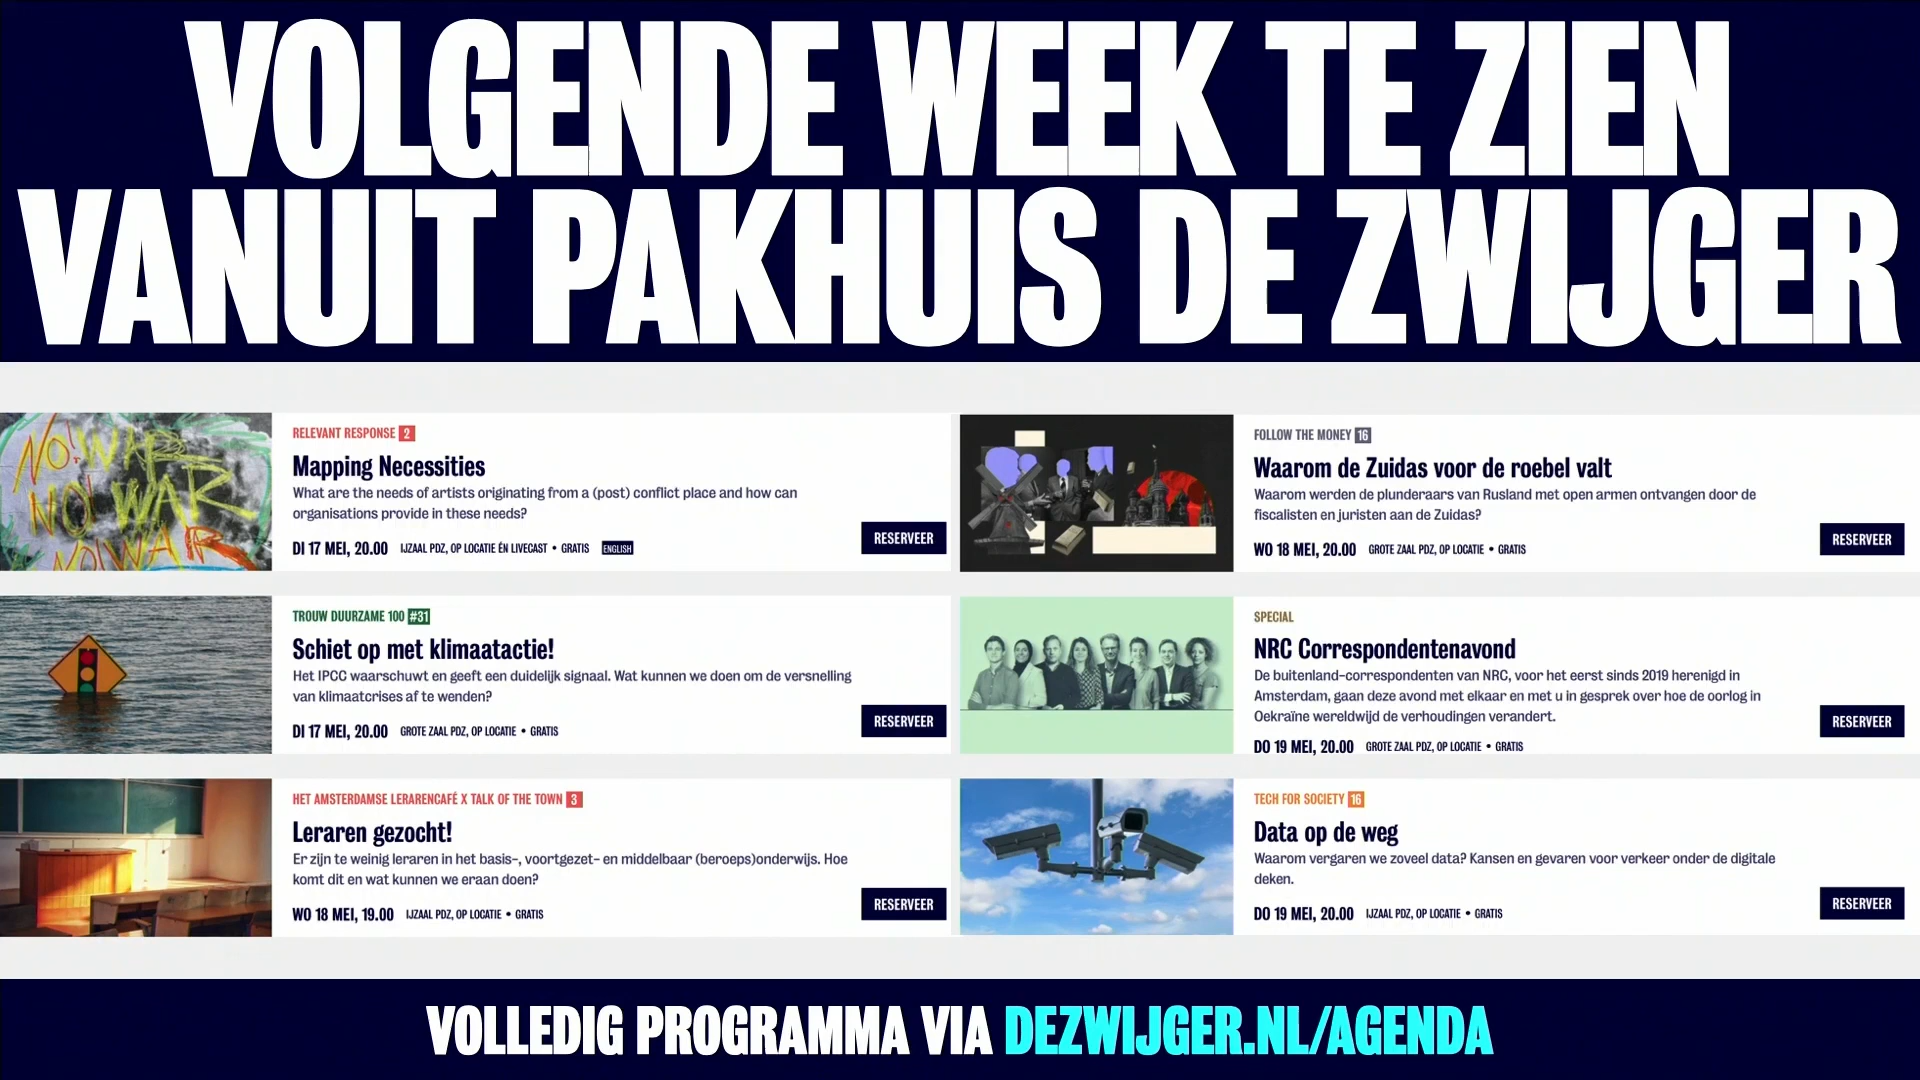 VOLGENDE WEEK TE ZIEN
VANUIT PAKHUIS DE ZWIJGER
NO! WAR
NO! WAR
NO! WAR
RELEVANT RESPONSE 2
Mapping Necessities
What are the needs of artists originating from a (post) conflict place and how can
organisations provide in these needs?
DI 17 MEI, 20.00 IJZAAL PDZ, OP LOCATIE ÉN LIVECAST • GRATIS ENGLISH
RESERVEER
TROUW DUURZAME 100 #31
Schiet op met klimaatactie!
Het IPCC waarschuwt en geeft een duidelijk signaal. Wat kunnen we doen om de versnelling
van klimaatcrises af te wenden?
DI 17 MEI, 20.00 GROTE ZAAL PDZ, OP LOCATIE • GRATIS
RESERVEER
HET AMSTERDAMSE LERARENCAFÉ X TALK OF THE TOWN 3
Leraren gezocht!
Er zijn te weinig leraren in het basis-, voortgezet- en middelbaar (beroeps)onderwijs. Hoe
komt dit en wat kunnen we eraan doen?
WO 18 MEI, 19.00 IJZAAL PDZ, OP LOCATIE • GRATIS
RESERVEER
FOLLOW THE MONEY 16
Waarom de Zuidas voor de roebel valt
Waarom werden de plunderaars van Rusland met open armen ontvangen door de
fiscalisten en juristen aan de Zuidas?
WO 18 MEI, 20.00 GROTE ZAAL PDZ, OP LOCATIE • GRATIS
RESERVEER
SPECIAL
NRC Correspondentenavond
De buitenland-correspondenten van NRC, voor het eerst sinds 2019 herenigd in
Amsterdam, gaan deze avond met elkaar en met u in gesprek over hoe de oorlog in
Oekraïne wereldwijd de verhoudingen verandert.
DO 19 MEI, 20.00 GROTE ZAAL PDZ, OP LOCATIE • GRATIS
RESERVEER
TECH FOR SOCIETY 16
Data op de weg
Waarom vergaren we zoveel data? Kansen en gevaren voor verkeer onder de digitale
deken.
DO 19 MEI, 20.00 IJZAAL PDZ, OP LOCATIE • GRATIS
RESERVEER
VOLLEDIG PROGRAMMA VIA DEZWIJGER.NL/AGENDA